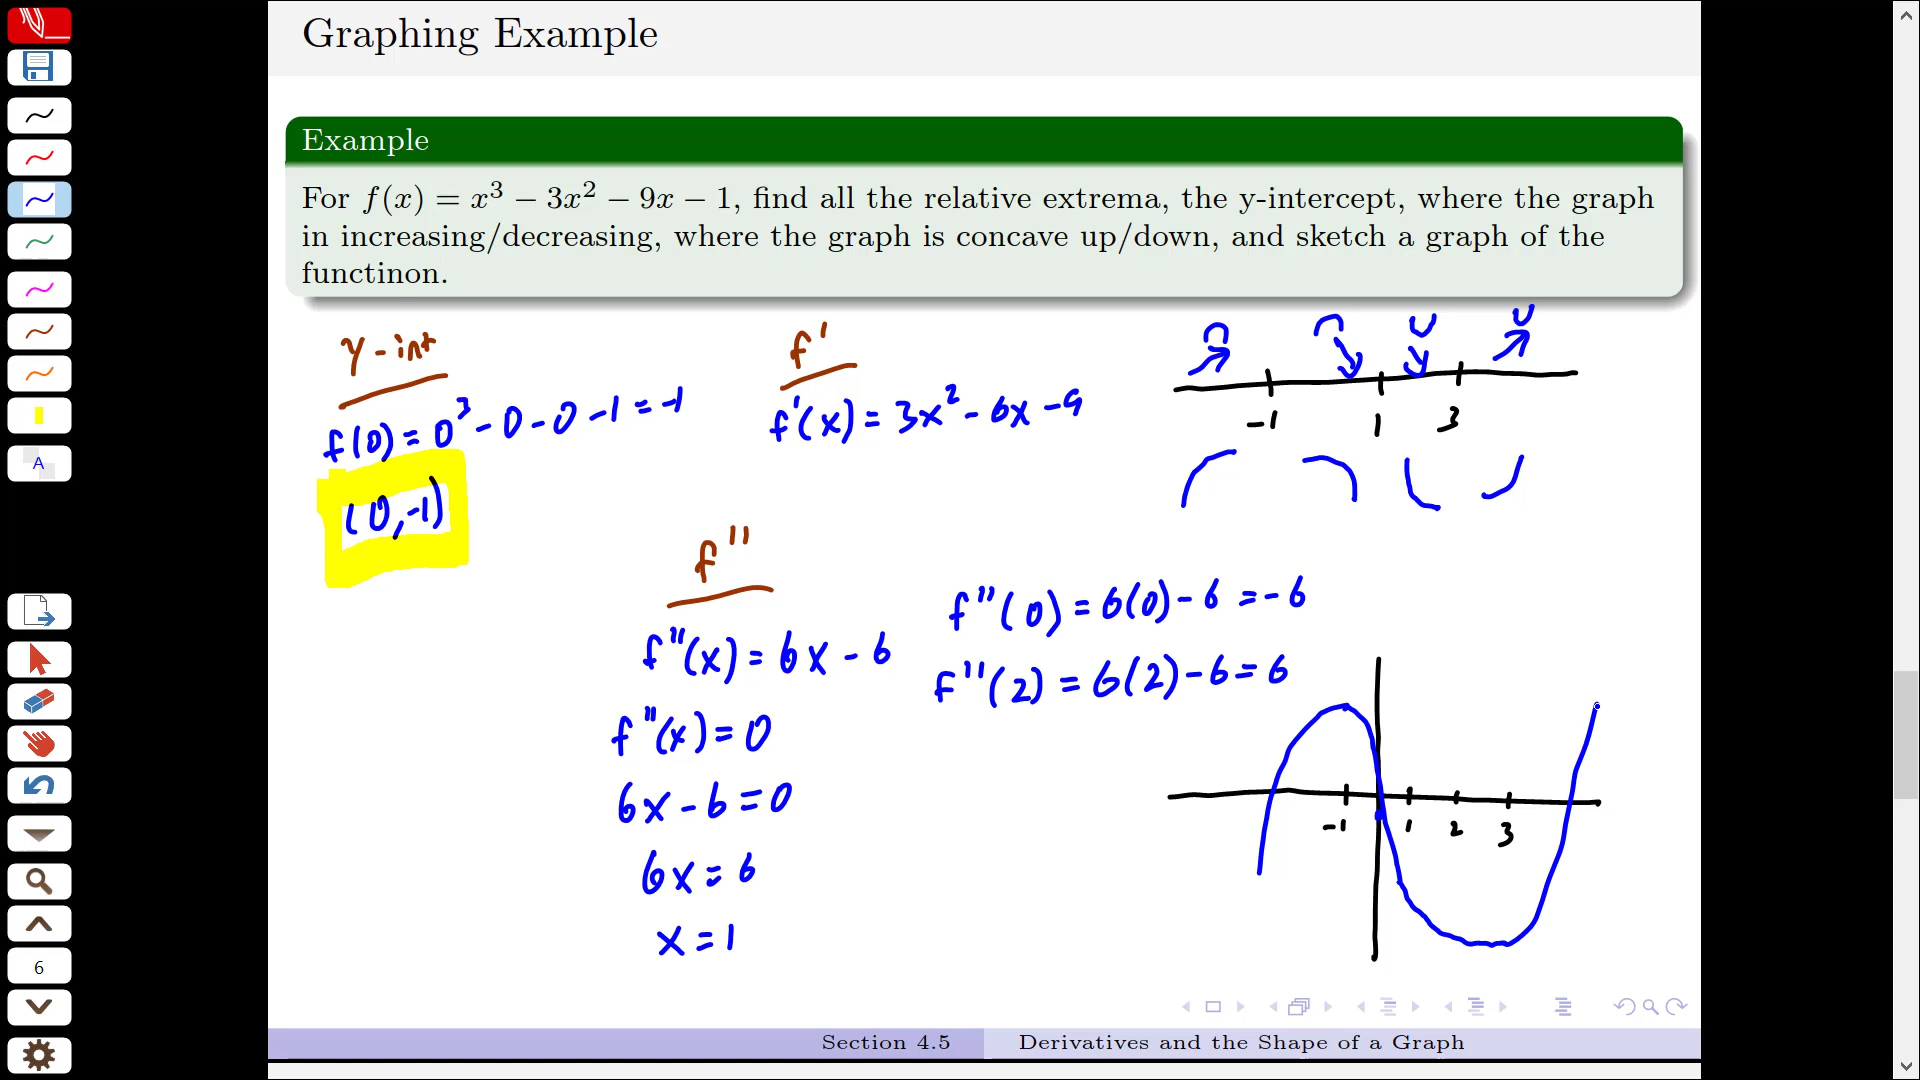 Graphing Example
Example
For f(x) = x³ − 3x² − 9x − 1, find all the relative extrema, the y-intercept, where the graph
in increasing/decreasing, where the graph is concave up/down, and sketch a graph of the
functinon.
y-int
f(0) = 0³ - 0 - 0 - 1 = -1
(0, -1)
f'
f'(x) = 3x² - 6x - 9
-1 1 3
f''
f''(x) = 6x - 6
f''(x) = 0
6x - 6 = 0
6x = 6
x = 1
f''(0) = 6(0) - 6 = -6
f''(2) = 6(2) - 6 = 6
-1 1 2 3
A
6
Section 4.5 Derivatives and the Shape of a Graph